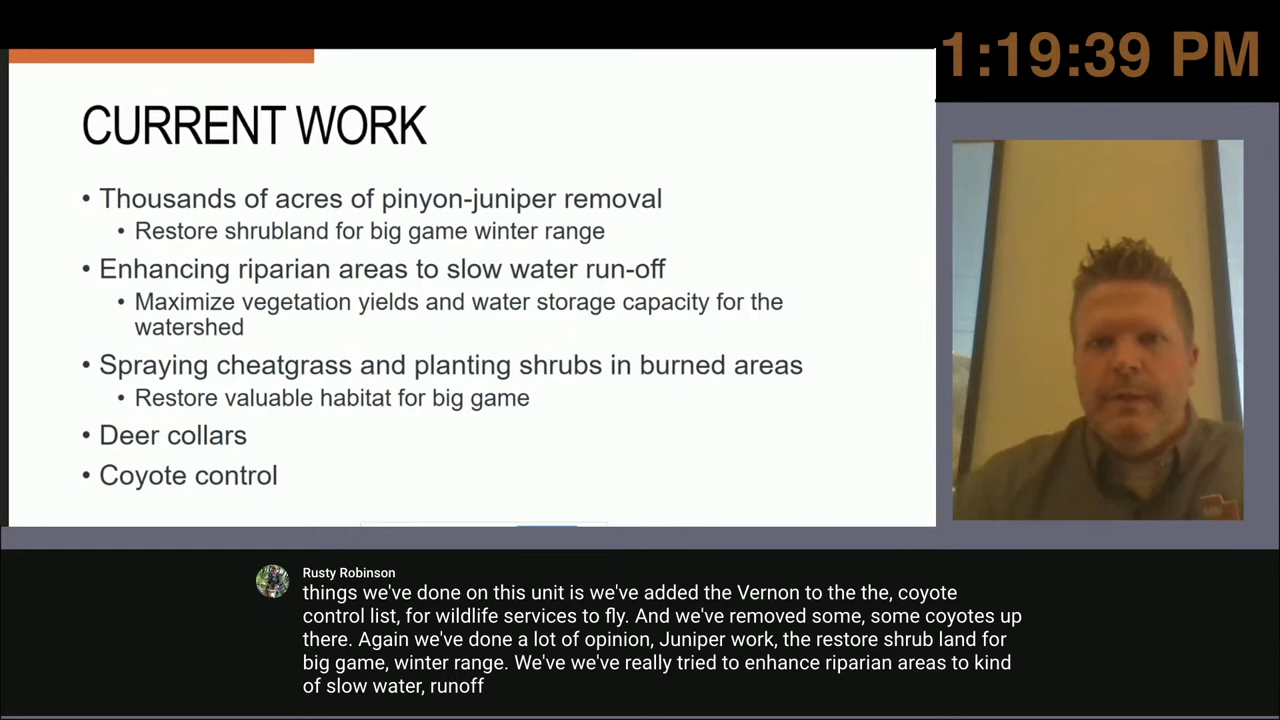 1:19:39 PM
CURRENT WORK
• Thousands of acres of pinyon-juniper removal
• Restore shrubland for big game winter range
• Enhancing riparian areas to slow water run-off
• Maximize vegetation yields and water storage capacity for the
watershed
• Spraying cheatgrass and planting shrubs in burned areas
• Restore valuable habitat for big game
• Deer collars
• Coyote control
Rusty Robinson
things we've done on this unit is we've added the Vernon to the the, coyote
control list, for wildlife services to fly. And we've removed some, some coyotes up
there. Again we've done a lot of opinion, Juniper work, the restore shrub land for
big game, winter range. We've we've really tried to enhance riparian areas to kind
of slow water, runoff